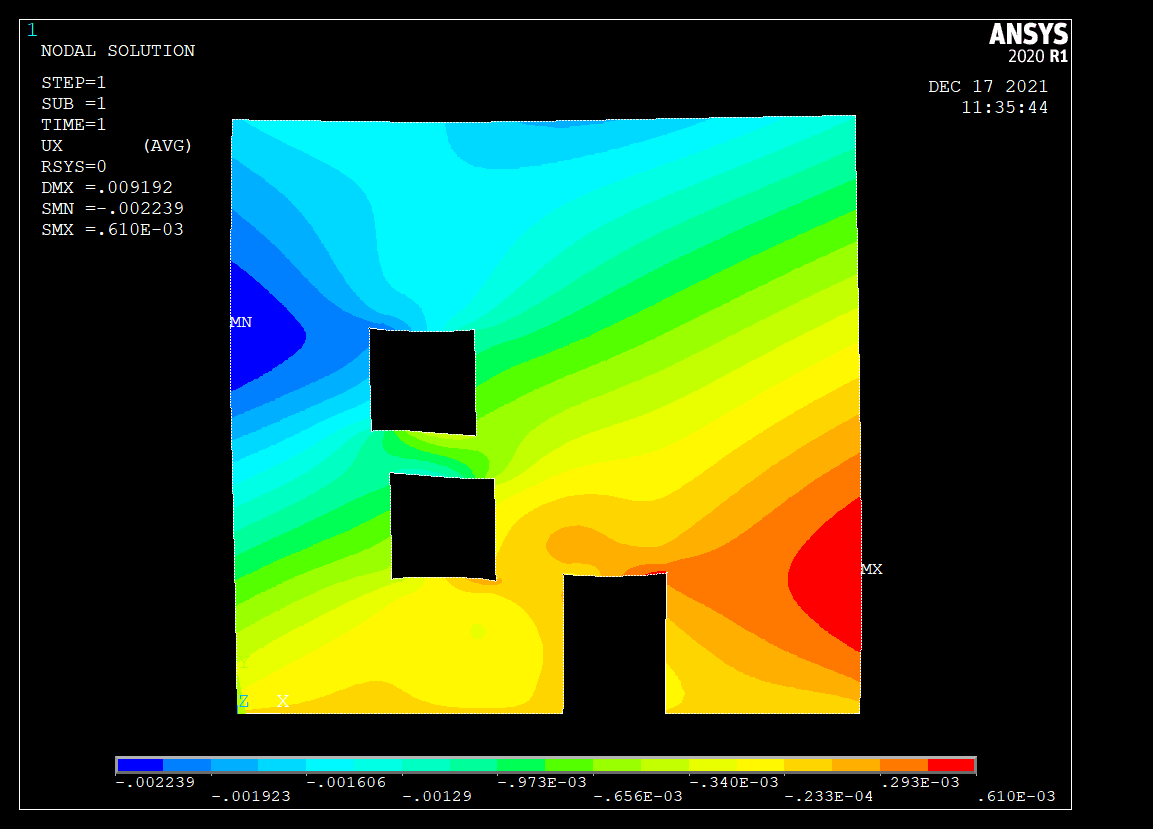 1
ANSYS
2020 R1
NODAL SOLUTION
STEP=1
SUB =1
TIME=1
UX (AVG)
RSYS=0
DMX =.009192
SMN =-.002239
SMX =.610E-03
DEC 17 2021
11:35:44
MN
MX
Z X
-.002239 -.001606 -.973E-03 -.340E-03 .293E-03
-.001923 -.00129 -.656E-03 -.233E-04 .610E-03